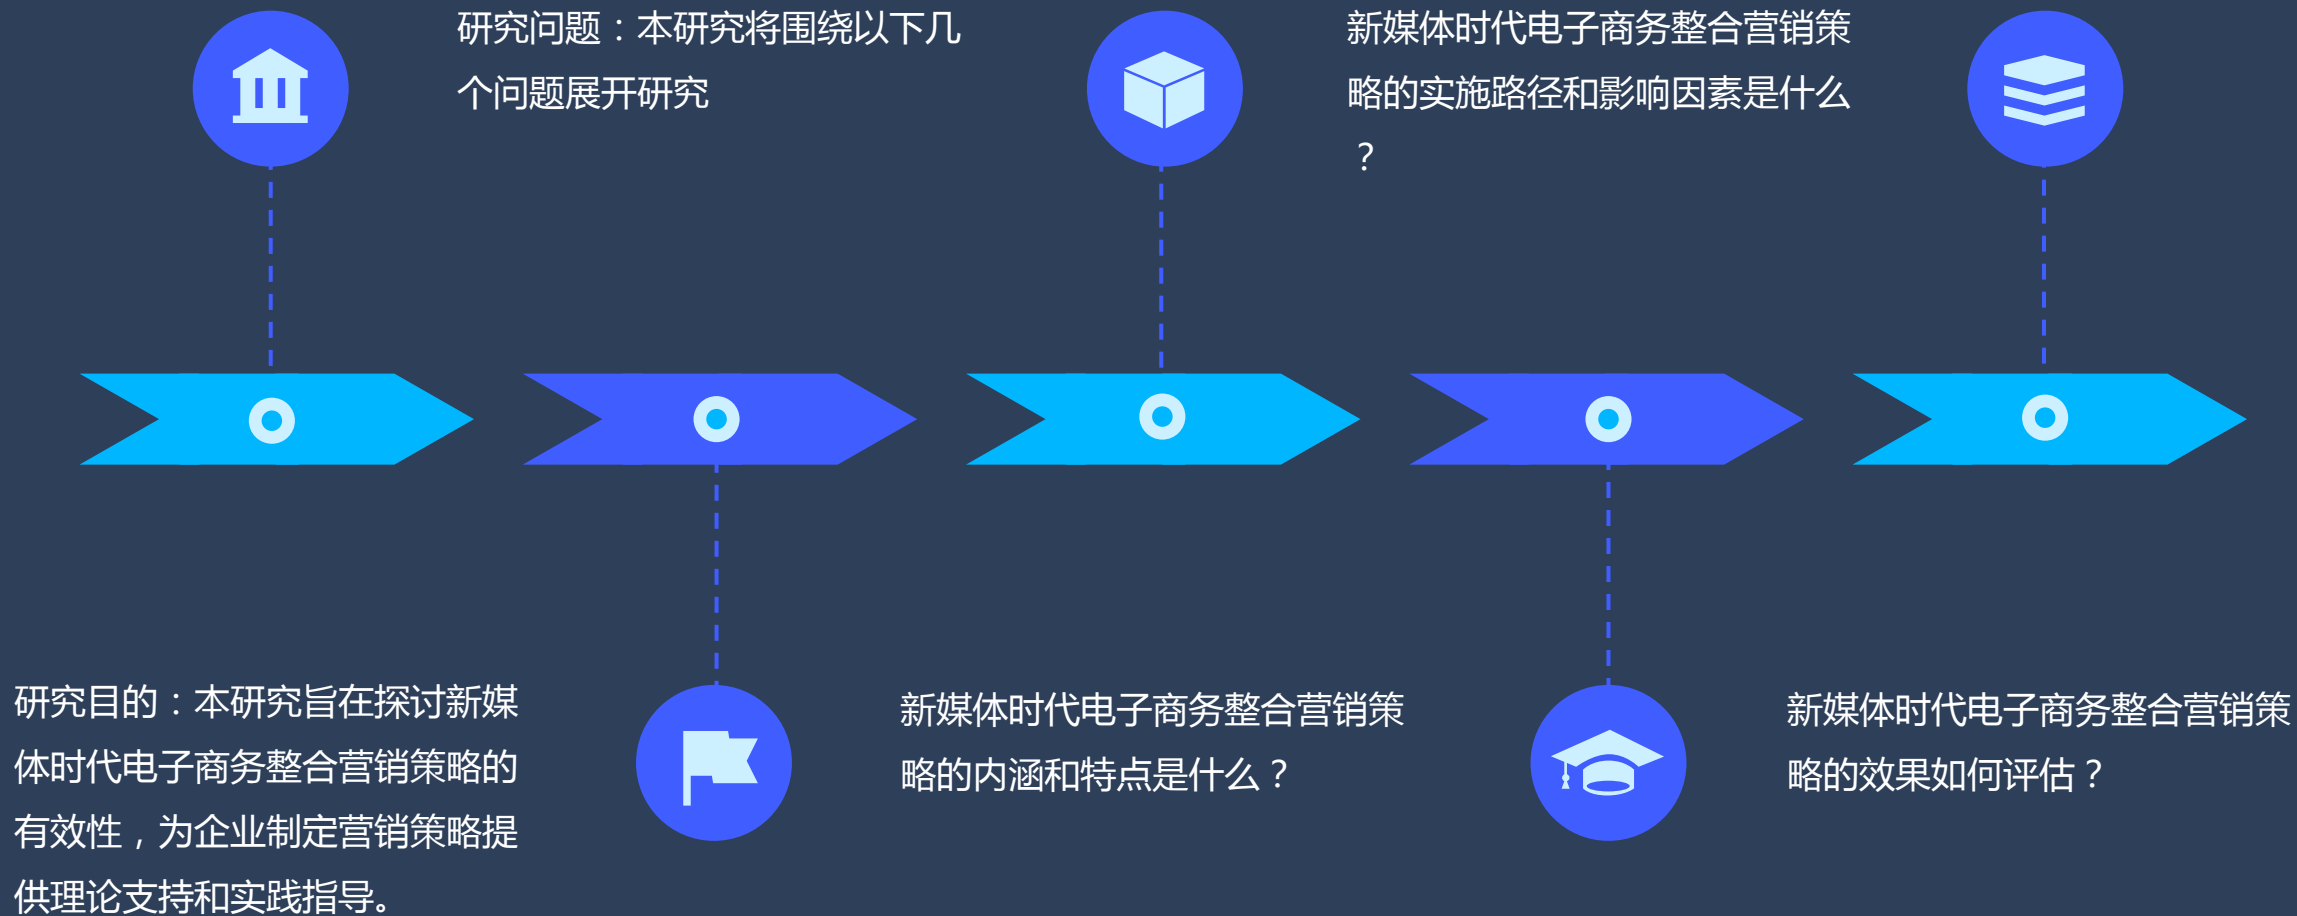 研究目的：本研究旨在探讨新媒
体时代电子商务整合营销策略的
有效性，为企业制定营销策略提
供理论支持和实践指导。
研究问题：本研究将围绕以下几
个问题展开研究
新媒体时代电子商务整合营销策
略的内涵和特点是什么？
新媒体时代电子商务整合营销策
略的实施路径和影响因素是什么
？
新媒体时代电子商务整合营销策
略的效果如何评估？